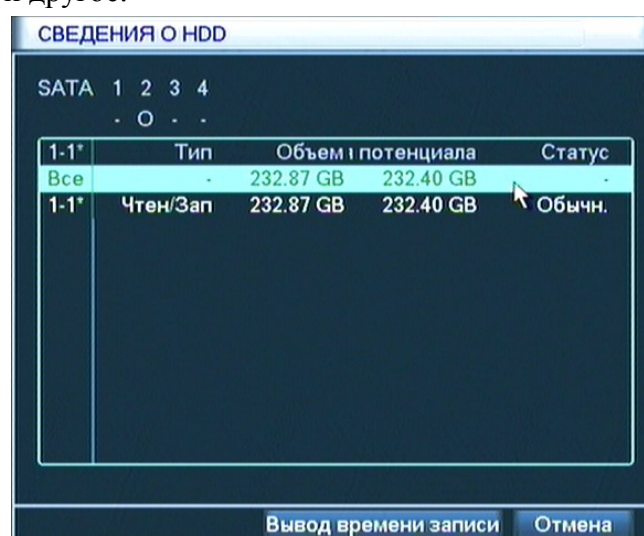 и другое.
СВЕДЕНИЯ О HDD
SATA 1 2 3 4
- O - -
1-1* Тип Объем потенциала Статус
Все - 232.87 GB 232.40 GB -
1-1* Чтен/Зап 232.87 GB 232.40 GB Обычн.
Вывод времени записи Отмена